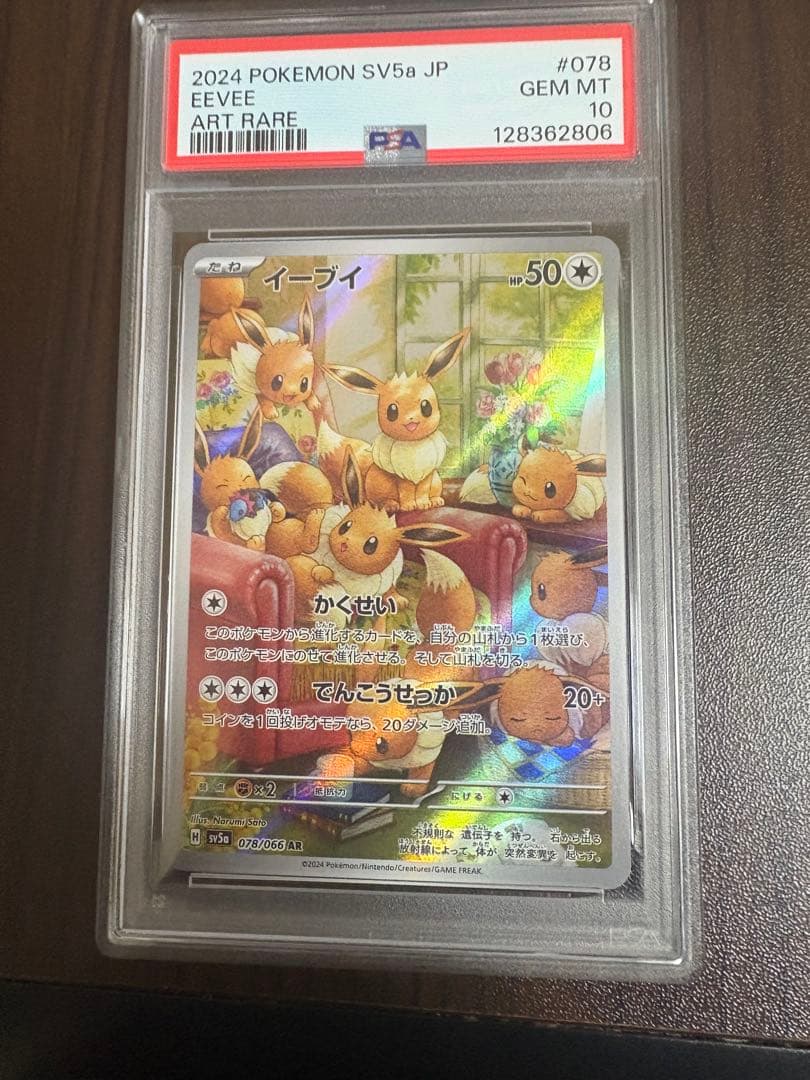 2024 POKEMON SV5a JP #078
EEVEE GEM MT
ART RARE 10
PSA 128362806
たね イーブイ HP50
かくせい
このポケモンから進化するカードを、自分の山札から1枚選び、
このポケモンにのせて進化させる。そして山札を切る。
でんこうせっか 20+
コインを1回投げオモテなら、20ダメージ追加。
弱点 ×2 抵抗力 にげる
Illus. Narumi Sato
H sv5a 078/066 AR
不規則な 遺伝子を 持つ。 石から出る
放射線によって 体が 突然変異を 起こす。
©2024 Pokémon/Nintendo/Creatures/GAME FREAK.